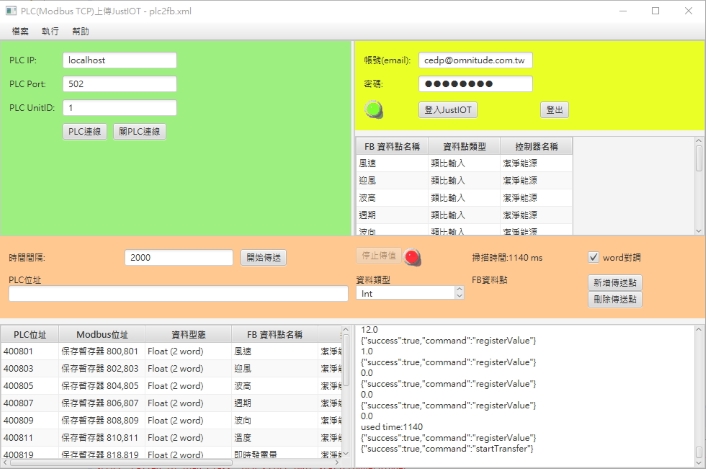 PLC(Modbus TCP)上傳JustIOT - plc2fb.xml
檔案 執行 幫助
PLC IP: localhost
PLC Port: 502
PLC UnitID: 1
PLC連線 關PLC連線
帳號(email): cedp@omnitude.com.tw
密碼: ●●●●●●●●
登入JustIOT 登出
FB 資料點名稱 資料點類型 控制器名稱
風速 類比輸入 潔淨能源
迎風 類比輸入 潔淨能源
波高 類比輸入 潔淨能源
週期 類比輸入 潔淨能源
波向 類比輸入 潔淨能源
時間間隔: 2000 開始傳送
停止傳值 掃描時間:1140 ms word對調
PLC位址 資料類型 FB資料點 新增傳送點
Int 刪除傳送點
PLC位址 Modbus位址 資料型態 FB 資料點名稱
400801 保存暫存器 800,801 Float (2 word) 風速 潔淨
400803 保存暫存器 802,803 Float (2 word) 迎風 潔淨
400805 保存暫存器 804,805 Float (2 word) 波高 潔淨
400807 保存暫存器 806,807 Float (2 word) 週期 潔淨
400809 保存暫存器 808,809 Float (2 word) 波向 潔淨
400811 保存暫存器 810,811 Float (2 word) 溫度 潔淨
400819 保存暫存器 818,819 Float (2 word) 即時發電量 潔淨
12.0
{"success":true,"command":"registerValue"}
1.0
{"success":true,"command":"registerValue"}
0.0
{"success":true,"command":"registerValue"}
0.0
{"success":true,"command":"registerValue"}
0.0
used time:1140
{"success":true,"command":"registerValue"}
{"success":true,"command":"startTransfer"}